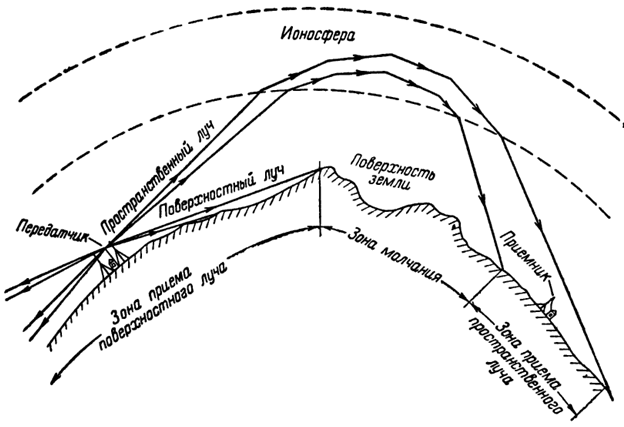 Ионосфера
Пространственный луч
Поверхностный луч
Поверхность
земли
Передатчик
Приемник
Зона молчания
Зона приема
поверхностного луча
Зона приема
пространственного
луча